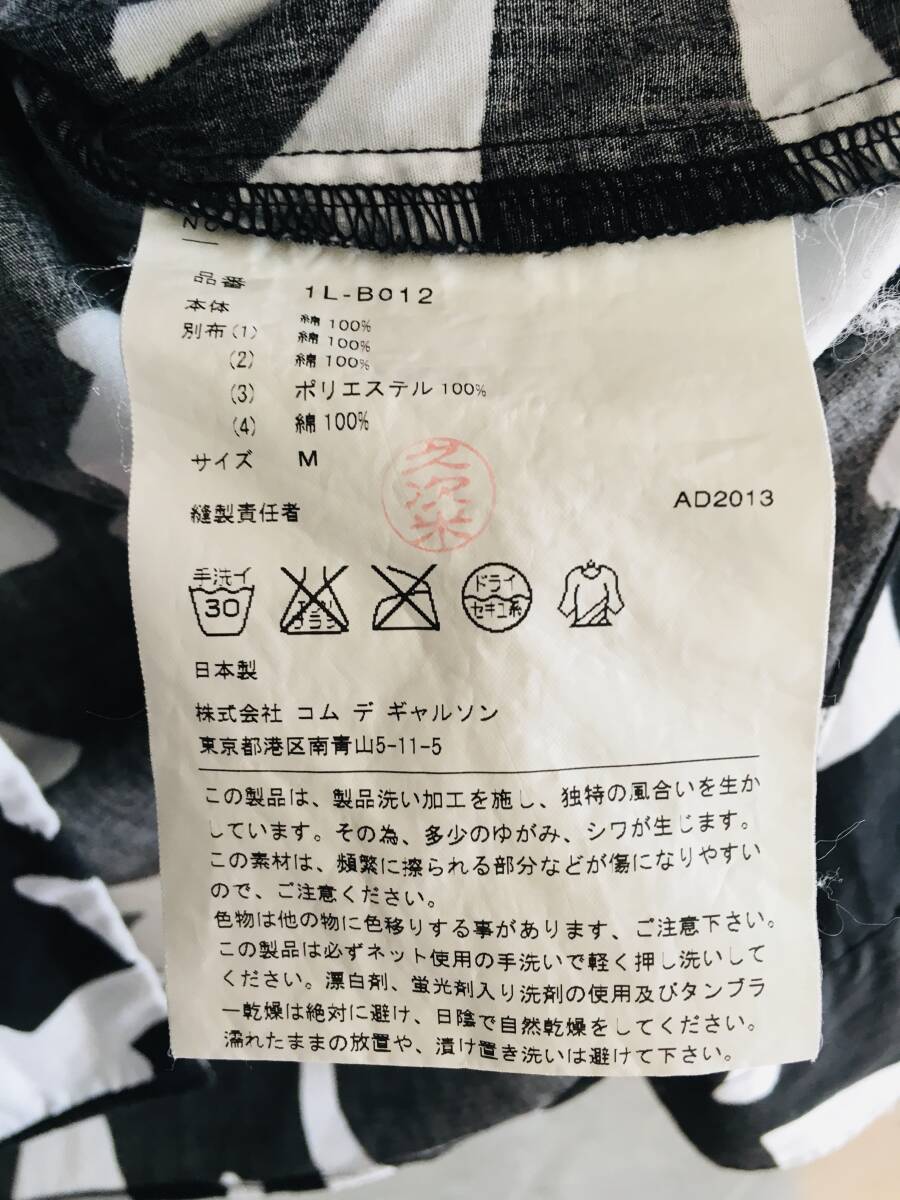 No
品番 1L-B012
本体 綿 100%
別布(1) 綿 100%
(2) 綿 100%
(3) ポリエステル 100%
(4) 綿 100%
サイズ M
久次米
縫製責任者
AD2013
手洗イ
30
エンソ
サラシ
ドライ
セキユ系
日本製
株式会社 コム デ ギャルソン
東京都港区南青山5-11-5
この製品は、製品洗い加工を施し、独特の風合いを生か
しています。その為、多少のゆがみ、シワが生じます。
この素材は、頻繁に擦られる部分などが傷になりやすい
ので、ご注意ください。
色物は他の物に色移りする事があります、ご注意下さい。
この製品は必ずネット使用の手洗いで軽く押し洗いして
ください。漂白剤、蛍光剤入り洗剤の使用及びタンブラ
ー乾燥は絶対に避け、日陰で自然乾燥をしてください。
濡れたままの放置や、漬け置き洗いは避けて下さい。